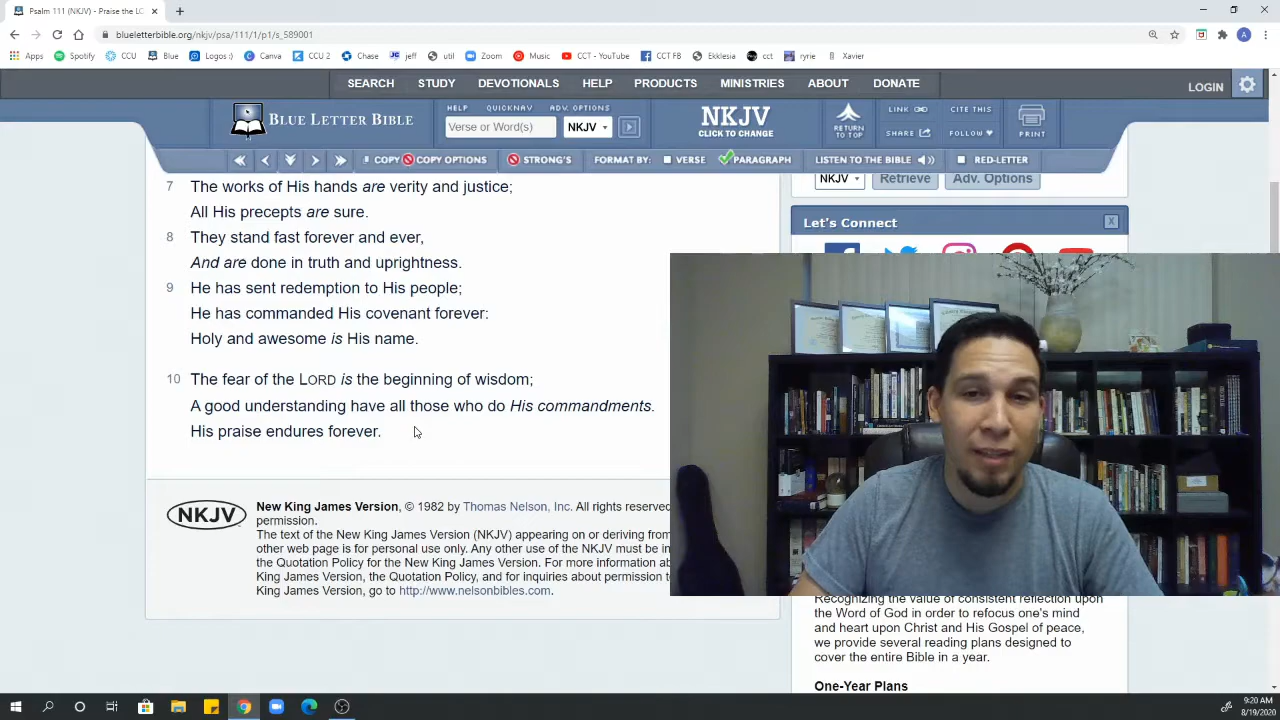 Psalm 111 (NKJV) - Praise the LC
blueletterbible.org/nkjv/psa/111/1/p1/s_589001
A
Apps Spotify CCU Blue Logos :) Canva CCU 2 Chase jeff util Zoom Music CCT - YouTube CCT FB Ekklesia cct ryrie Xavier
SEARCH STUDY DEVOTIONALS HELP PRODUCTS MINISTRIES ABOUT DONATE
LOGIN
BLUE LETTER BIBLE
HELP QUICKNAV ADV. OPTIONS
Verse or Word(s) NKJV
NKJV
CLICK TO CHANGE
RETURN
TO TOP
LINK CITE THIS
SHARE FOLLOW
PRINT
COPY COPY OPTIONS STRONG'S FORMAT BY: VERSE PARAGRAPH LISTEN TO THE BIBLE RED-LETTER
7 The works of His hands are verity and justice;
All His precepts are sure.
8 They stand fast forever and ever,
And are done in truth and uprightness.
9 He has sent redemption to His people;
He has commanded His covenant forever:
Holy and awesome is His name.
10 The fear of the LORD is the beginning of wisdom;
A good understanding have all those who do His commandments.
His praise endures forever.
NKJV
New King James Version, © 1982 by Thomas Nelson, Inc. All rights reserved
permission.
The text of the New King James Version (NKJV) appearing on or deriving from
other web page is for personal use only. Any other use of the NKJV must be in
the Quotation Policy for the New King James Version. For more information ab
King James Version, the Quotation Policy, and for inquiries about permission t
King James Version, go to http://www.nelsonbibles.com.
NKJV Retrieve Adv. Options
Let's Connect
X
Recognizing the value of consistent reflection upon
the Word of God in order to refocus one's mind
and heart upon Christ and His Gospel of peace,
we provide several reading plans designed to
cover the entire Bible in a year.
One-Year Plans
9:20 AM
8/19/2020